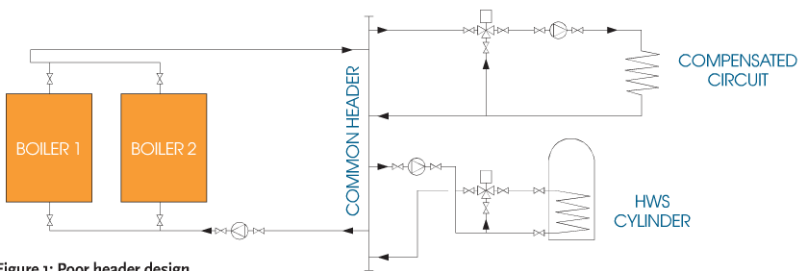 COMPENSATED
CIRCUIT
COMMON HEADER
BOILER 1
BOILER 2
HWS
CYLINDER
Figure 1: Poor header design